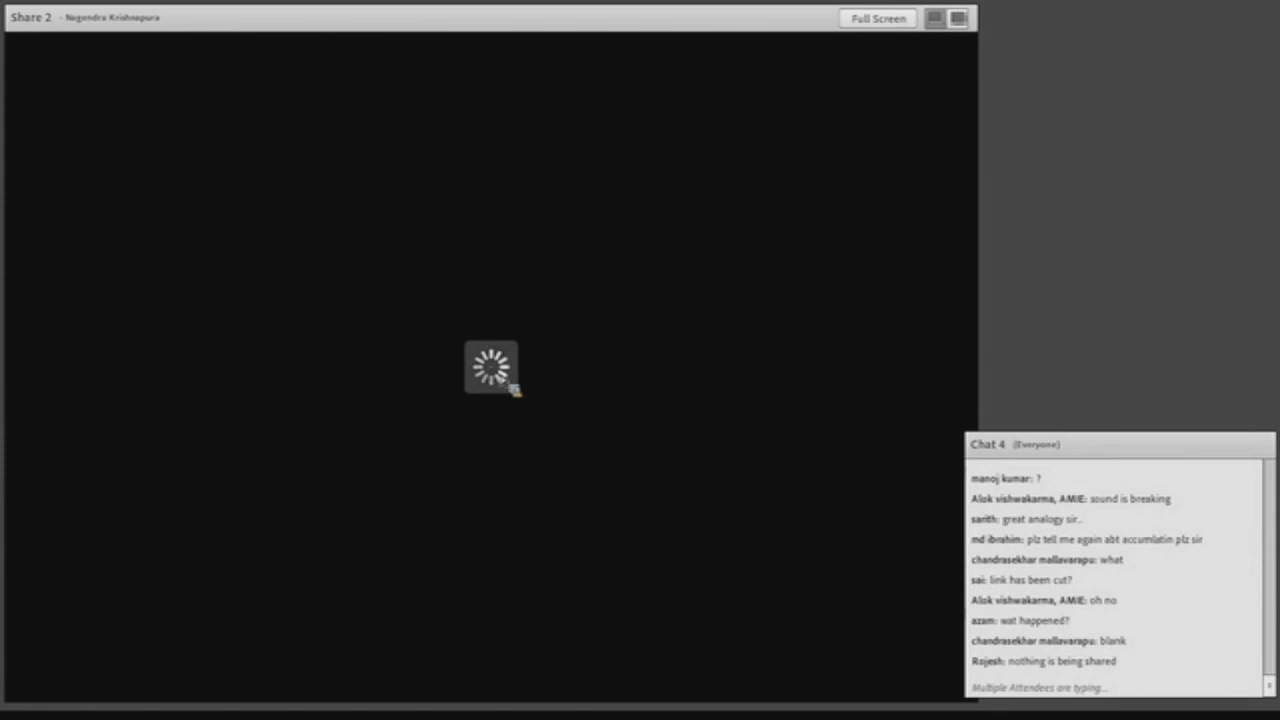 Share 2 - Nagendra Krishnapura
Full Screen
Chat 4 (Everyone)
manoj kumar: ?
Alok vishwakarma, AMIE: sound is breaking
sarith: great analogy sir..
md ibrahim: plz tell me again abt accumlatin plz sir
chandrasekhar mallavarapu: what
sai: link has been cut?
Alok vishwakarma, AMIE: oh no
azam: wat happened?
chandrasekhar mallavarapu: blank
Rojesh: nothing is being shared
Multiple Attendees are typing...